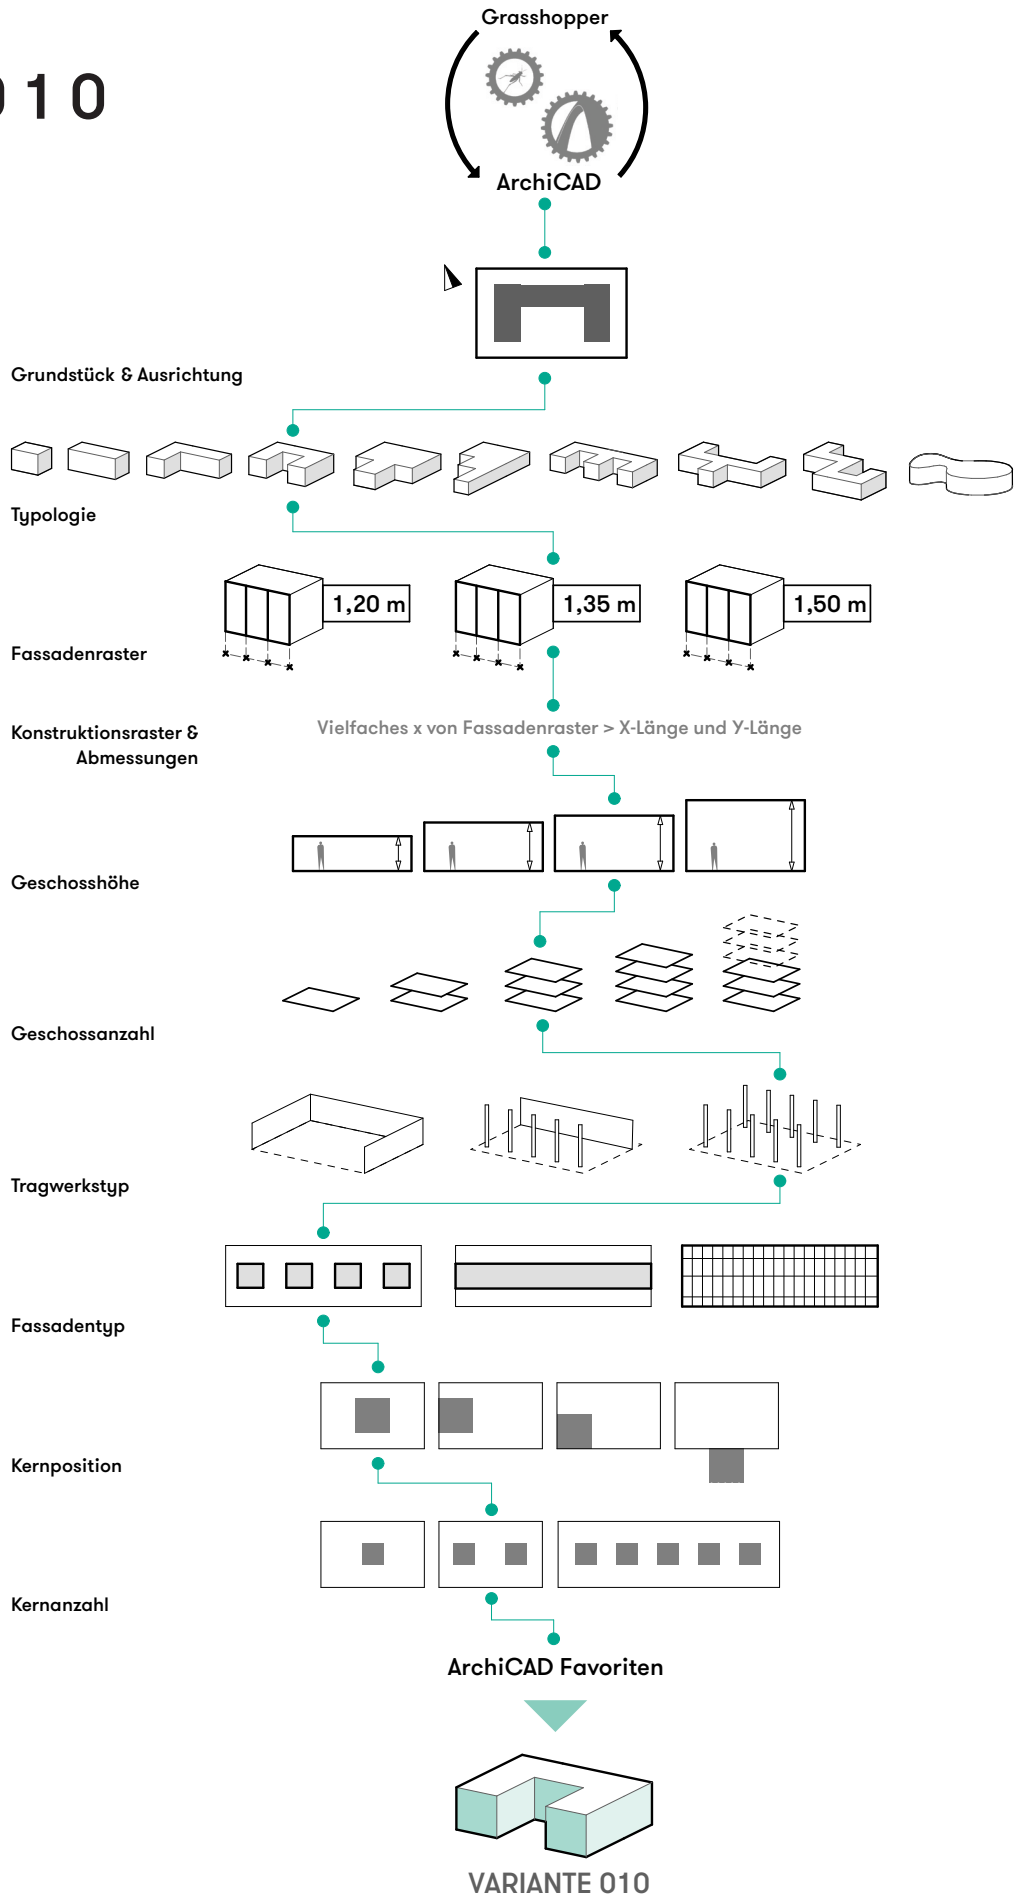 Grasshopper
010
ArchiCAD
Grundstück & Ausrichtung
Typologie
1,20 m
1,35 m
1,50 m
Fassadenraster
Konstruktionsraster &
Abmessungen
Vielfaches x von Fassadenraster > X-Länge und Y-Länge
Geschosshöhe
Geschossanzahl
Tragwerkstyp
Fassadentyp
Kernposition
Kernanzahl
ArchiCAD Favoriten
VARIANTE 010